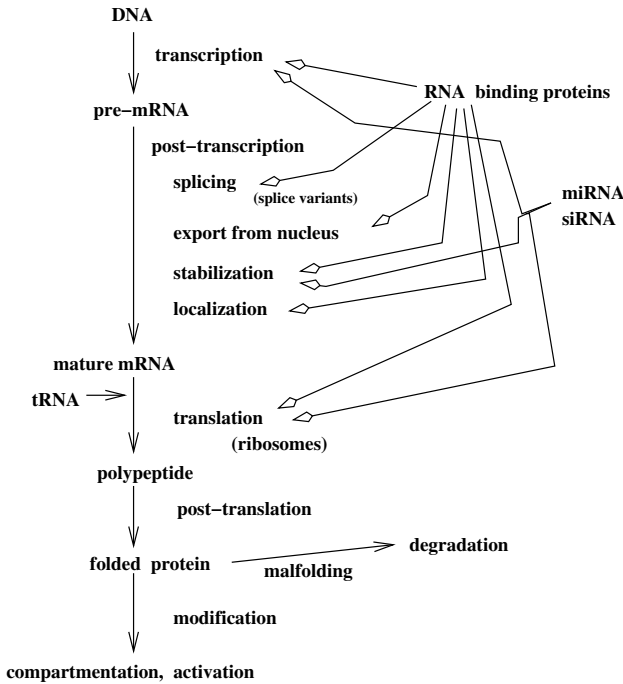 DNA
transcription
RNA binding proteins
pre-mRNA
post-transcription
splicing
(splice variants)
miRNA
siRNA
export from nucleus
stabilization
localization
mature mRNA
tRNA
translation
(ribosomes)
polypeptide
post-translation
folded protein
malfolding
degradation
modification
compartmentation, activation